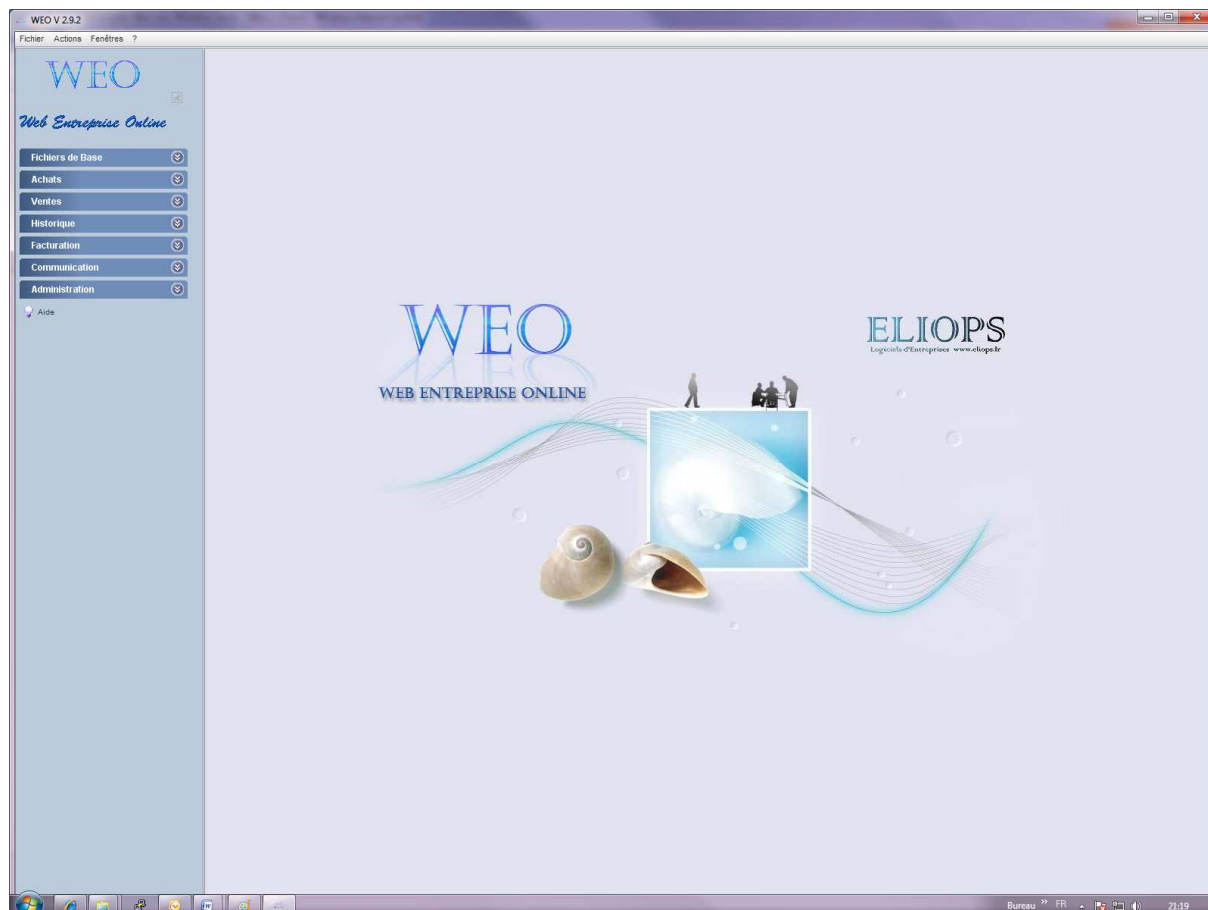 WEO V 2.9.2
Fichier Actions Fenêtres ?
WEO
Web Entreprise Online
Fichiers de Base
Achats
Ventes
Historique
Facturation
Communication
Administration
Aide
WEO
WEB ENTREPRISE ONLINE
ELIOPS
Logiciels d'Entreprises www.eliops.fr
Bureau » FR 21:19